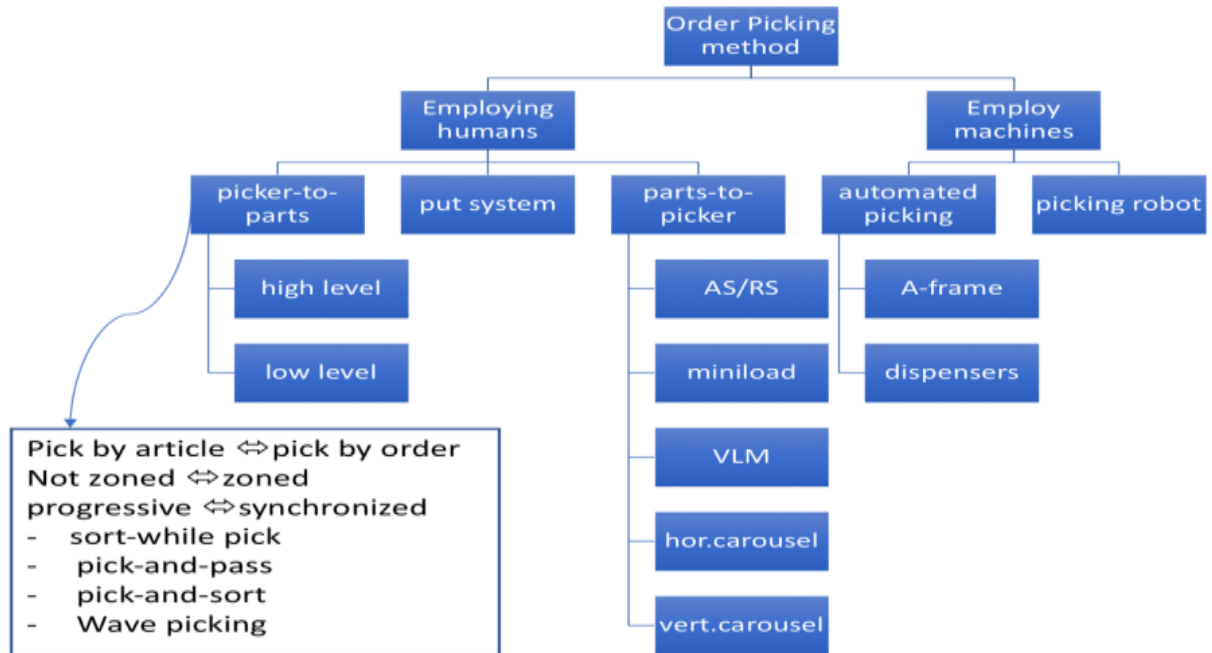 Order Picking
method
Employing
humans
Employ
machines
picker-to-
parts
put system
parts-to-
picker
automated
picking
picking robot
high level
AS/RS
A-frame
low level
miniload
dispensers
VLM
hor.carousel
vert.carousel
Pick by article ⇔pick by order
Not zoned ⇔zoned
progressive ⇔synchronized
- sort-while pick
- pick-and-pass
- pick-and-sort
- Wave picking